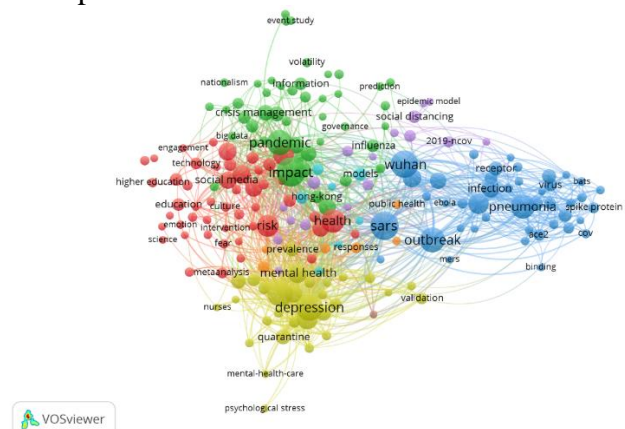 event study
volatility
nationalism
information
prediction
epidemic model
crisis management
social distancing
big data
governance
pandemic
influenza
2019-ncov
engagement
technology
impact
models
wuhan
receptor
bats
higher education
social media
hong-kong
infection
virus
education
culture
public health
ebola
pneumonia
spike protein
emotion
intervention
risk
health
sars
ace2
cov
science
fear
prevalence
responses
outbreak
mers
binding
metaanalysis
mental health
nurses
depression
validation
quarantine
mental-health-care
psychological stress
VOSviewer